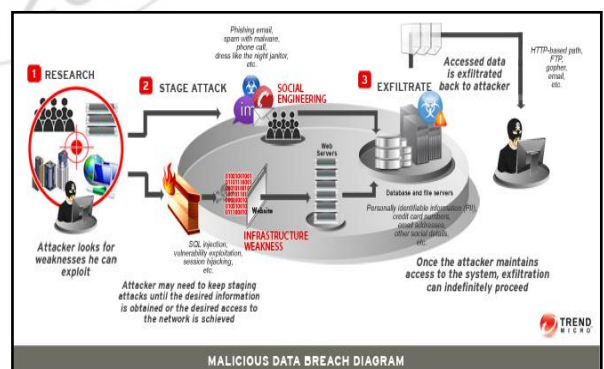 1 RESEARCH
Attacker looks for
weaknesses he can
exploit
2 STAGE ATTACK
Phishing email,
spam with malware,
phone call,
dress like the night janitor,
etc.
im
SOCIAL
ENGINEERING
SQL injection,
vulnerability exploitation,
session hijacking,
etc.
Website
INFRASTRUCTURE
WEAKNESS
Attacker may need to keep staging
attacks until the desired information
is obtained or the desired access to
the network is achieved
Web
Servers
3 EXFILTRATE
Accessed data
is exfiltrated
back to attacker
HTTP-based path,
FTP,
gopher,
email,
etc.
Database and file servers
Personally identifiable information (PII),
credit card numbers,
email addresses,
other social details,
etc.
Once the attacker maintains
access to the system, exfiltration
can indefinitely proceed
TREND
MICRO
MALICIOUS DATA BREACH DIAGRAM